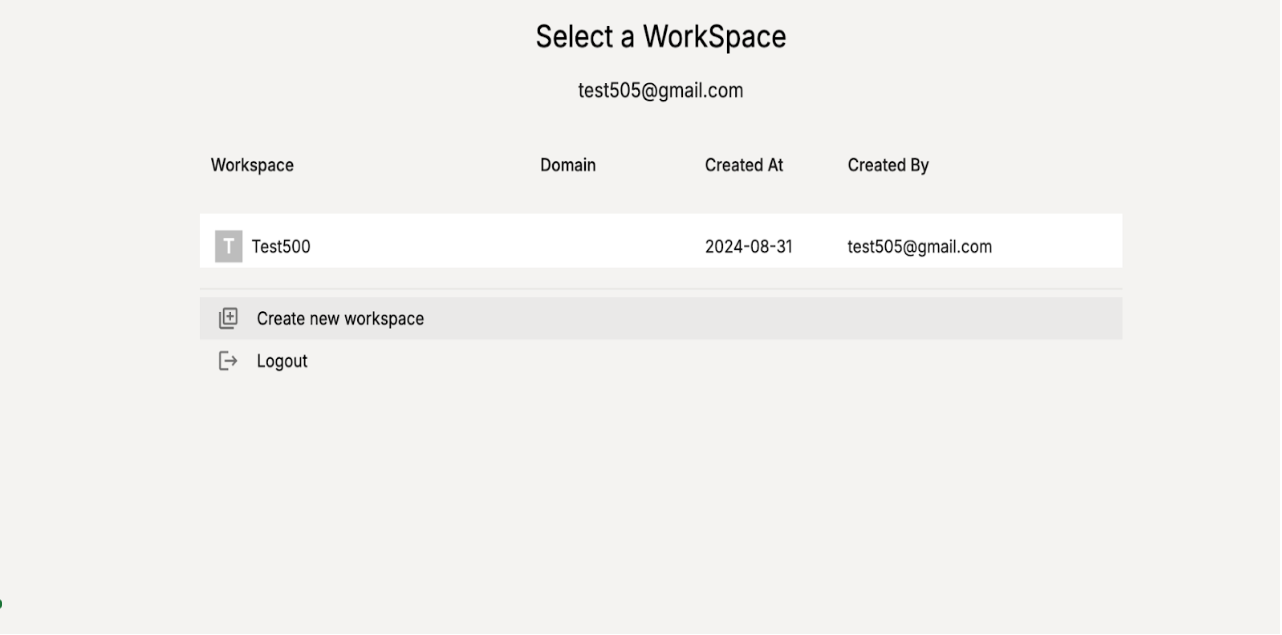 Select a WorkSpace
test505@gmail.com
Workspace Domain Created At Created By
T Test500 2024-08-31 test505@gmail.com
Create new workspace
Logout